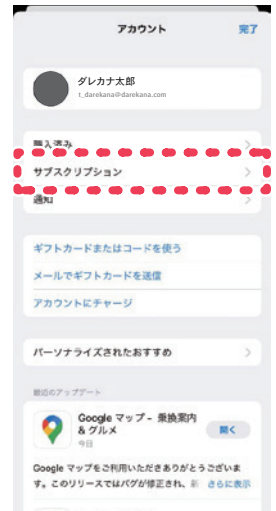 アカウント
完了
ダレカナ太郎
t_darekana@darekana.com
購入済み
サブスクリプション
通知
ギフトカードまたはコードを使う
メールでギフトカードを送信
アカウントにチャージ
パーソナライズされたおすすめ
最近のアップデート
Google マップ - 乗換案内
& グルメ
今日
開く
Google マップをご利用いただきありがとうございま
す。このリリースではバグが修正され、新 さらに表示